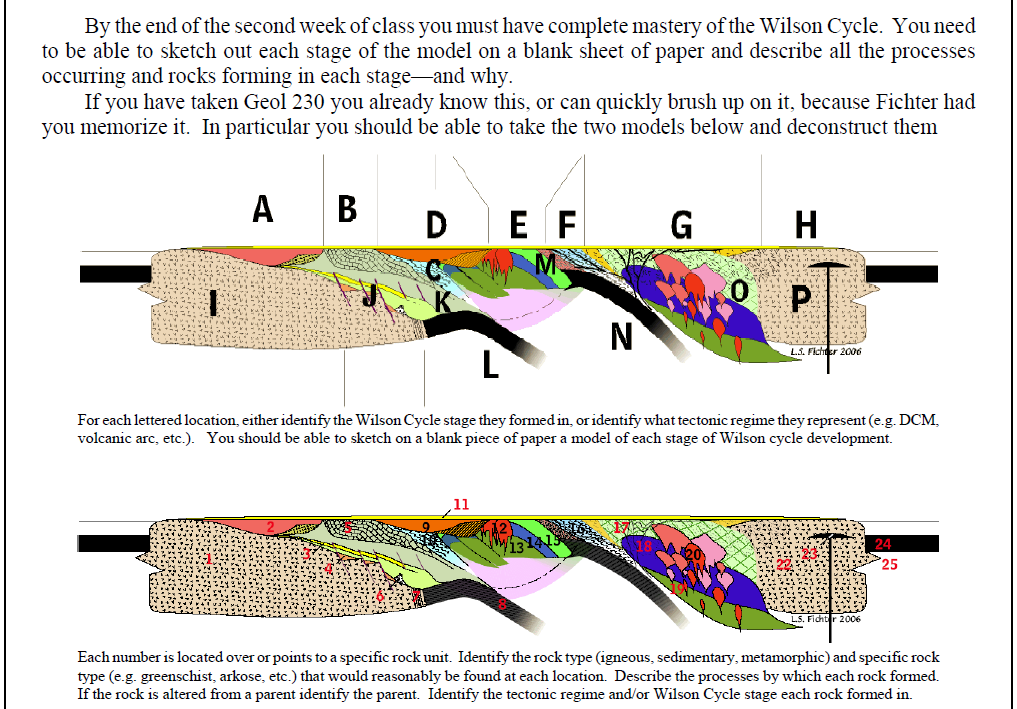 By the end of the second week of class you must have complete mastery of the Wilson Cycle. You need
to be able to sketch out each stage of the model on a blank sheet of paper and describe all the processes
occurring and rocks forming in each stage—and why.
If you have taken Geol 230 you already know this, or can quickly brush up on it, because Fichter had
you memorize it. In particular you should be able to take the two models below and deconstruct them
A B D E F G H
C M
I J K O P
N
L
L.S. Fichter 2006
For each lettered location, either identify the Wilson Cycle stage they formed in, or identify what tectonic regime they represent (e.g. DCM,
volcanic arc, etc.). You should be able to sketch on a blank piece of paper a model of each stage of Wilson cycle development.
11
2 5 9 12 16 17
10 13 14 15 18 24
1 3 4 20 22 23 25
6 7 8 19
L.S. Fichter 2006
Each number is located over or points to a specific rock unit. Identify the rock type (igneous, sedimentary, metamorphic) and specific rock
type (e.g. greenschist, arkose, etc.) that would reasonably be found at each location. Describe the processes by which each rock formed.
If the rock is altered from a parent identify the parent. Identify the tectonic regime and/or Wilson Cycle stage each rock formed in.